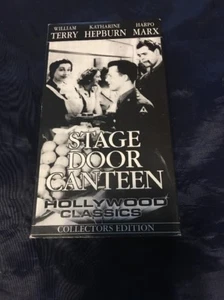 WILLIAM KATHARINE HARPO
TERRY HEPBURN MARX
STAGE
DOOR
CANTEEN
HOLLYWOOD
CLASSICS
COLLECTORS EDITION